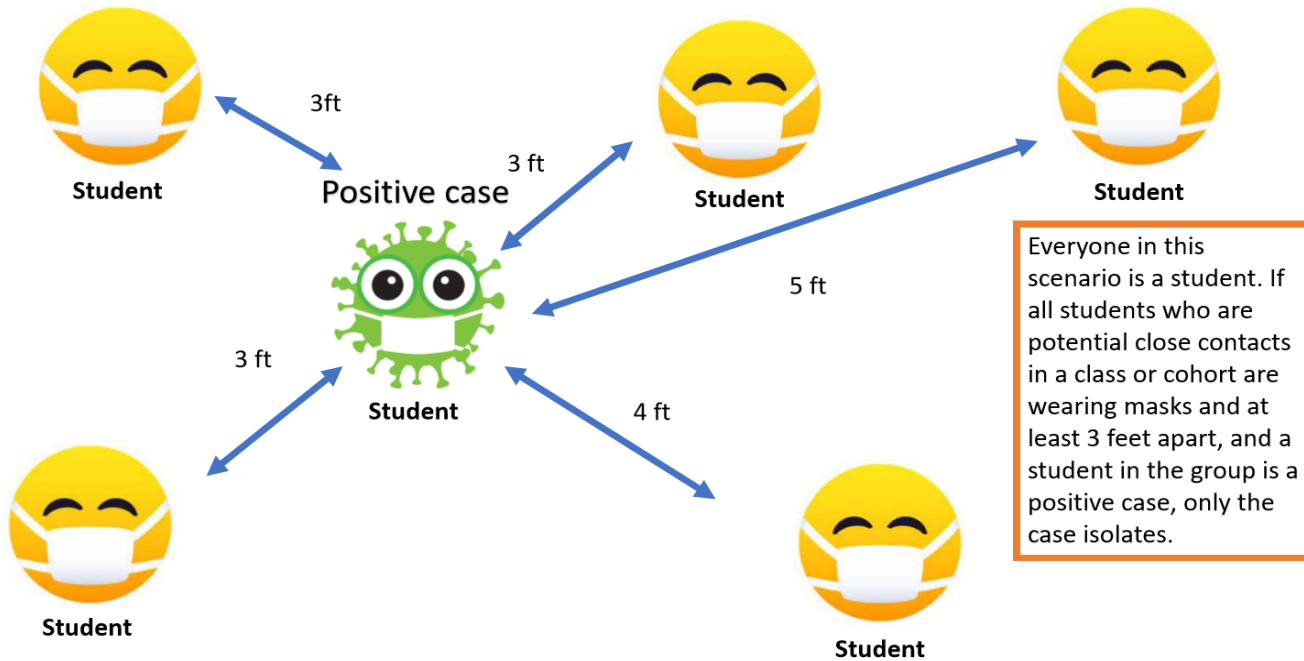 3ft
3 ft
Student
Student
Student
Positive case
5 ft
Everyone in this
scenario is a student. If
all students who are
potential close contacts
in a class or cohort are
wearing masks and at
least 3 feet apart, and a
student in the group is a
positive case, only the
case isolates.
3 ft
Student
4 ft
Student
Student